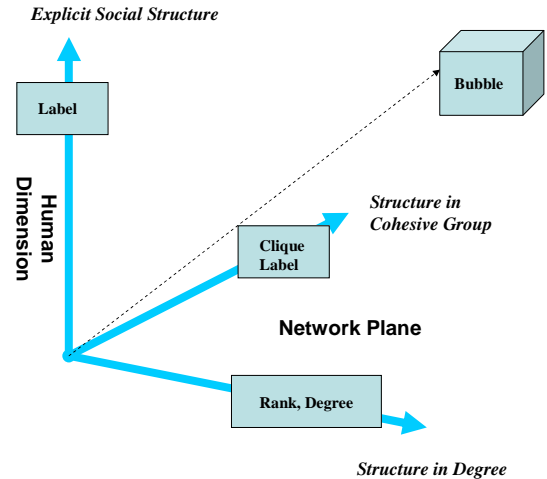 Explicit Social Structure
Label
Bubble
Human
Dimension
Structure in
Cohesive Group
Clique
Label
Network Plane
Rank, Degree
Structure in Degree